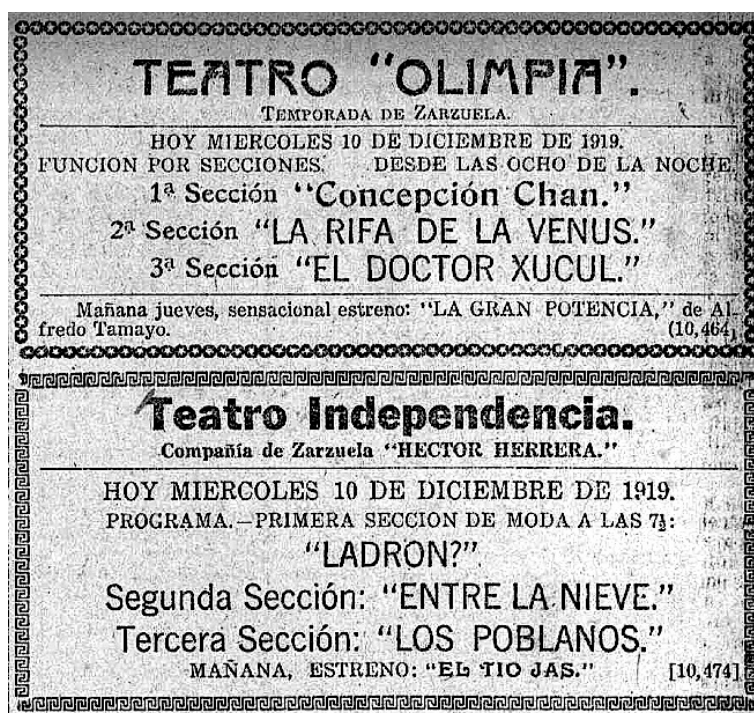 TEATRO "OLIMPIA".
TEMPORADA DE ZARZUELA.
HOY MIERCOLES 10 DE DICIEMBRE DE 1919.
FUNCION POR SECCIONES. DESDE LAS OCHO DE LA NOCHE.
1ª Sección "Concepción Chan."
2ª Sección "LA RIFA DE LA VENUS."
3ª Sección "EL DOCTOR XUCUL."
Mañana jueves, sensacional estreno: "LA GRAN POTENCIA," de Al-
fredo Tamayo. (10,464)
Teatro Independencia.
Compañía de Zarzuela "HECTOR HERRERA."
HOY MIERCOLES 10 DE DICIEMBRE DE 1919.
PROGRAMA.—PRIMERA SECCION DE MODA A LAS 7½:
"LADRON?"
Segunda Sección: "ENTRE LA NIEVE."
Tercera Sección: "LOS POBLANOS."
MAÑANA, ESTRENO: "EL TIO JAS." [10,474]